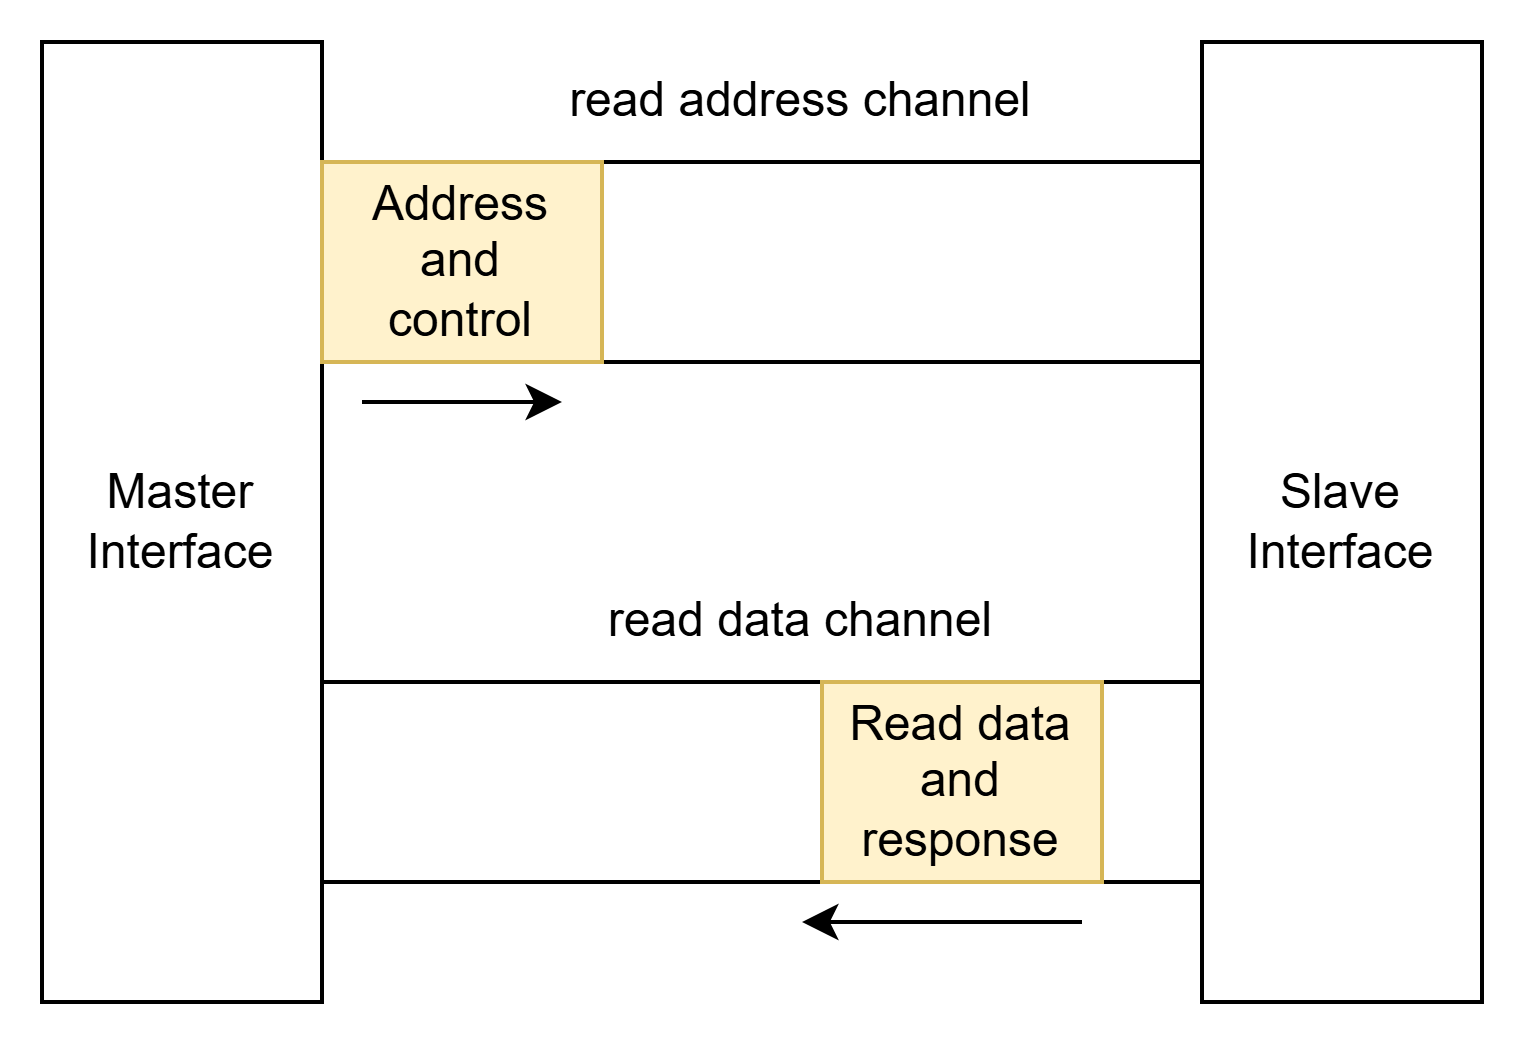 read address channel
Address
and
control
Master
Interface
Slave
Interface
read data channel
Read data
and
response